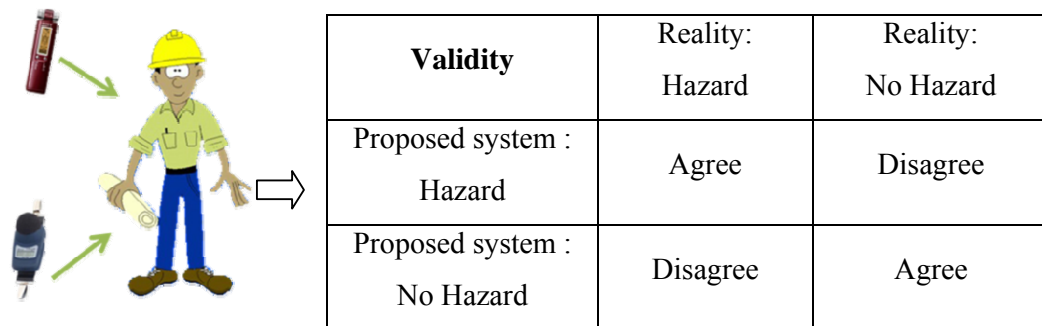 Validity
Reality:
Hazard
Reality:
No Hazard
Proposed system :
Hazard
Agree
Disagree
Proposed system :
No Hazard
Disagree
Agree